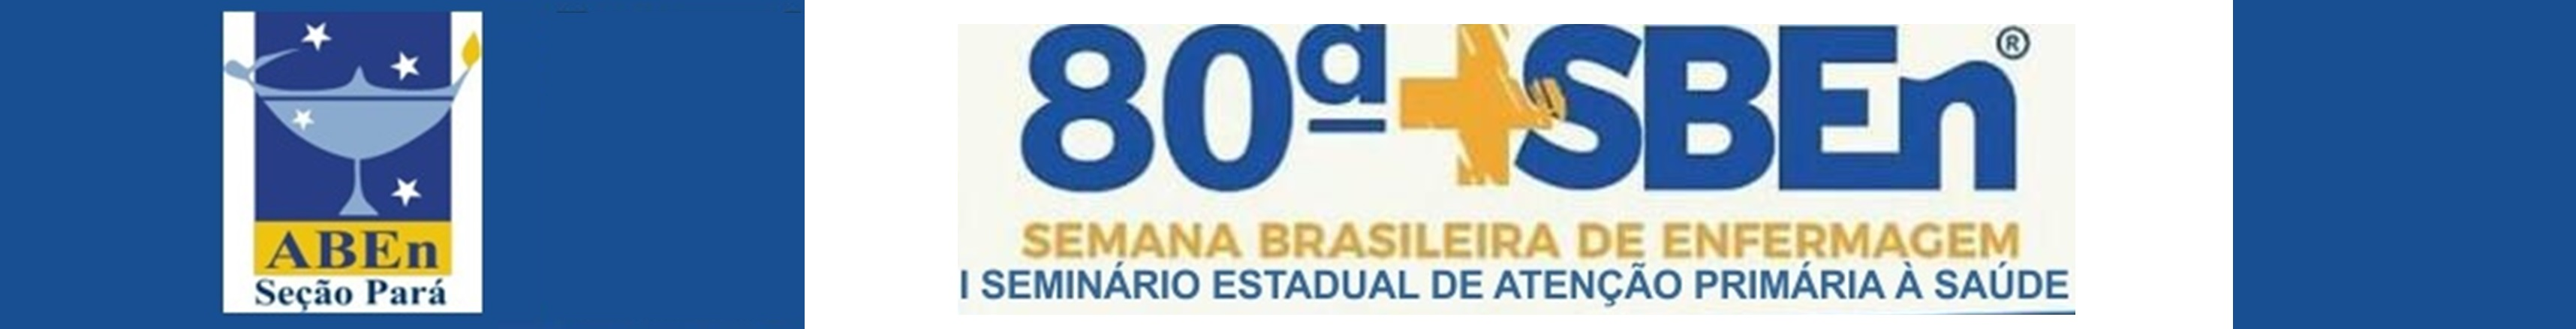 ABEn
Seção Pará
80ª SBEn®
SEMANA BRASILEIRA DE ENFERMAGEM
I SEMINÁRIO ESTADUAL DE ATENÇÃO PRIMÁRIA À SAÚDE